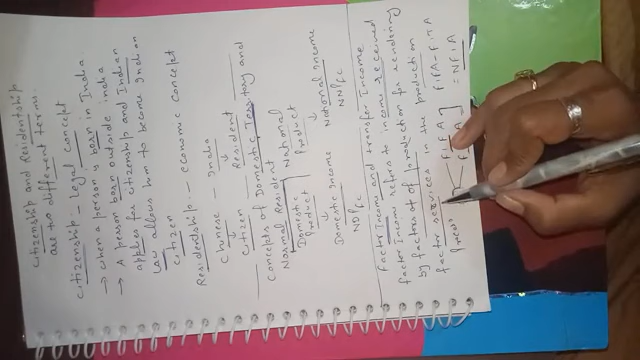 Citizenship and Residentship
are two different terms.
Citizenship - Legal concept
→ when a person is born in India.
→ A person born outside india
applies for citizenship and Indian
Law allows him to become Indian
citizen
Residentship - economic concept
Chinese - India
↓ ↓
Citizen Resident
Concepts of Domestic Territory and
Normal Resident
Domestic Product National Product
↓ ↓
Domestic Income National Income
NDPfc NNPfc
Factor Income and transfer Income
factor Income refers to income received
by factors of production for rendering
factor services in the production
process
FIFA FIFA-FITA
= NFIA